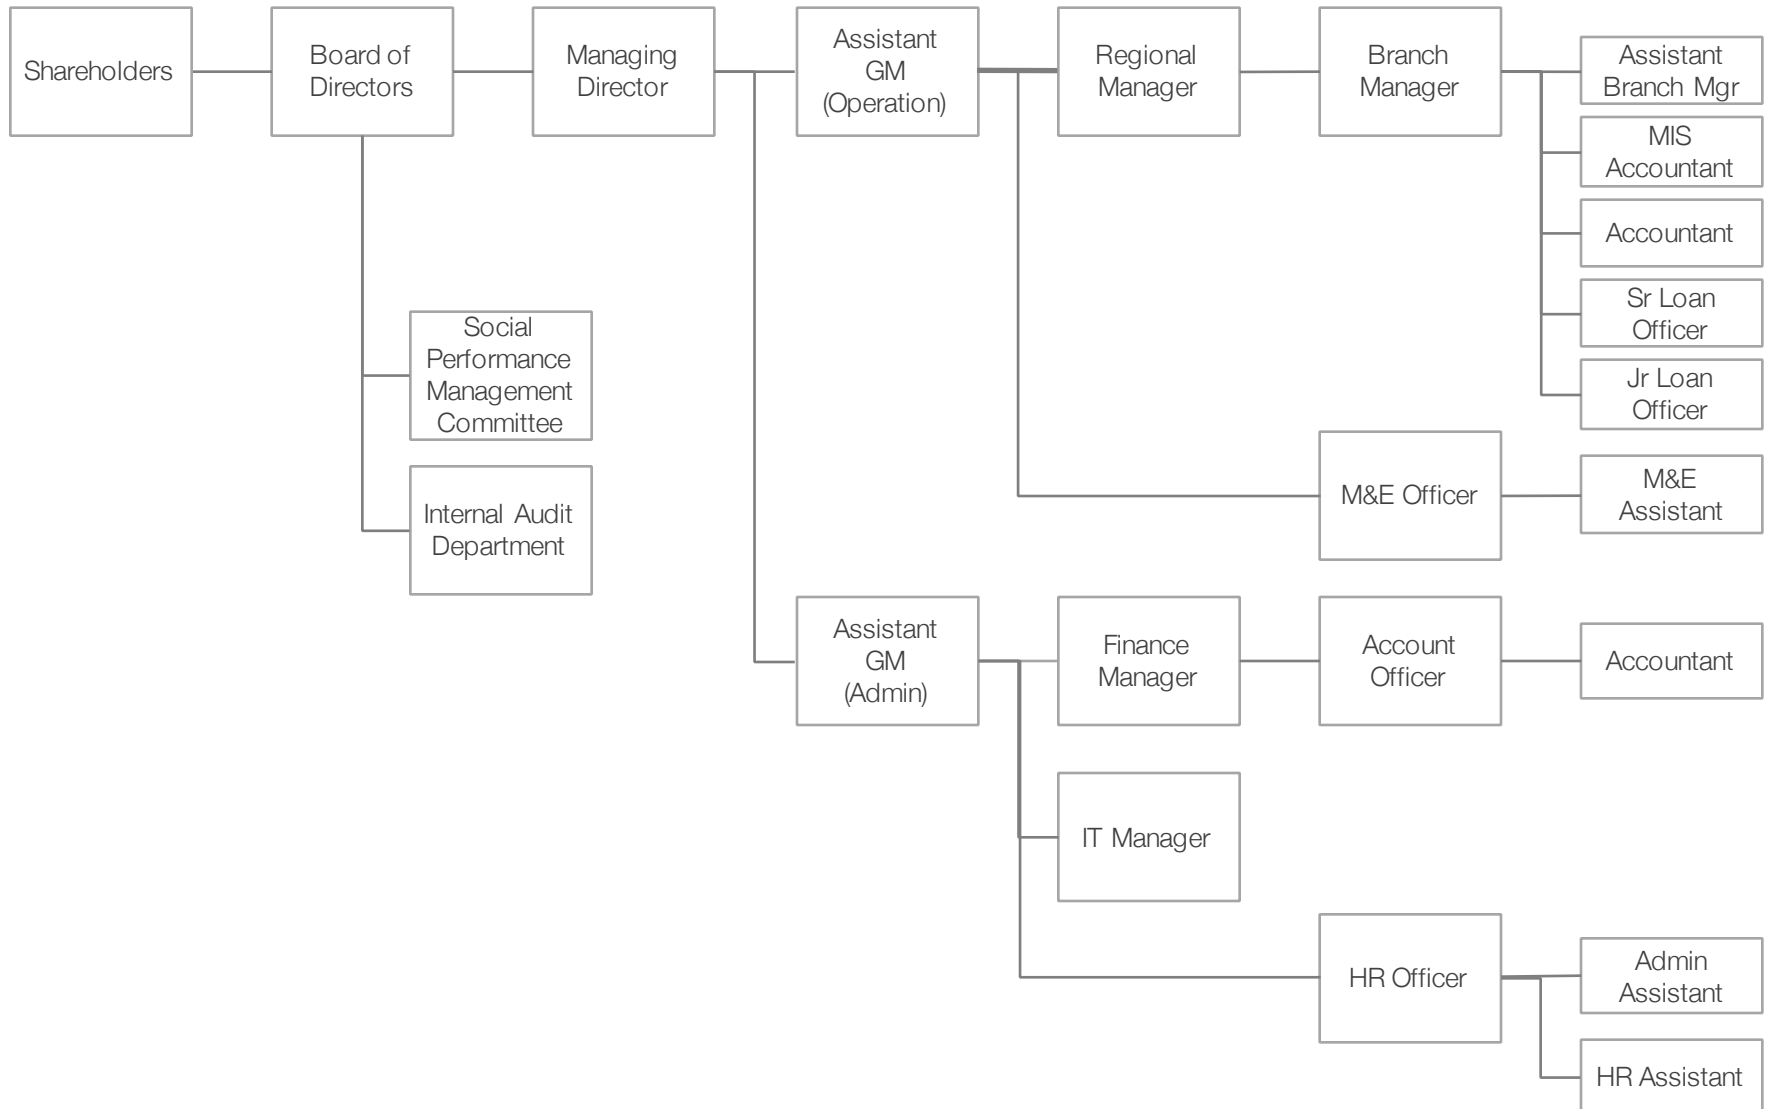 Shareholders
Board of
Directors
Managing
Director
Assistant
GM
(Operation)
Regional
Manager
Branch
Manager
Assistant
Branch Mgr
MIS
Accountant
Accountant
Sr Loan
Officer
Jr Loan
Officer
Social
Performance
Management
Committee
Internal Audit
Department
M&E Officer
M&E
Assistant
Assistant
GM
(Admin)
Finance
Manager
Account
Officer
Accountant
IT Manager
HR Officer
Admin
Assistant
HR Assistant